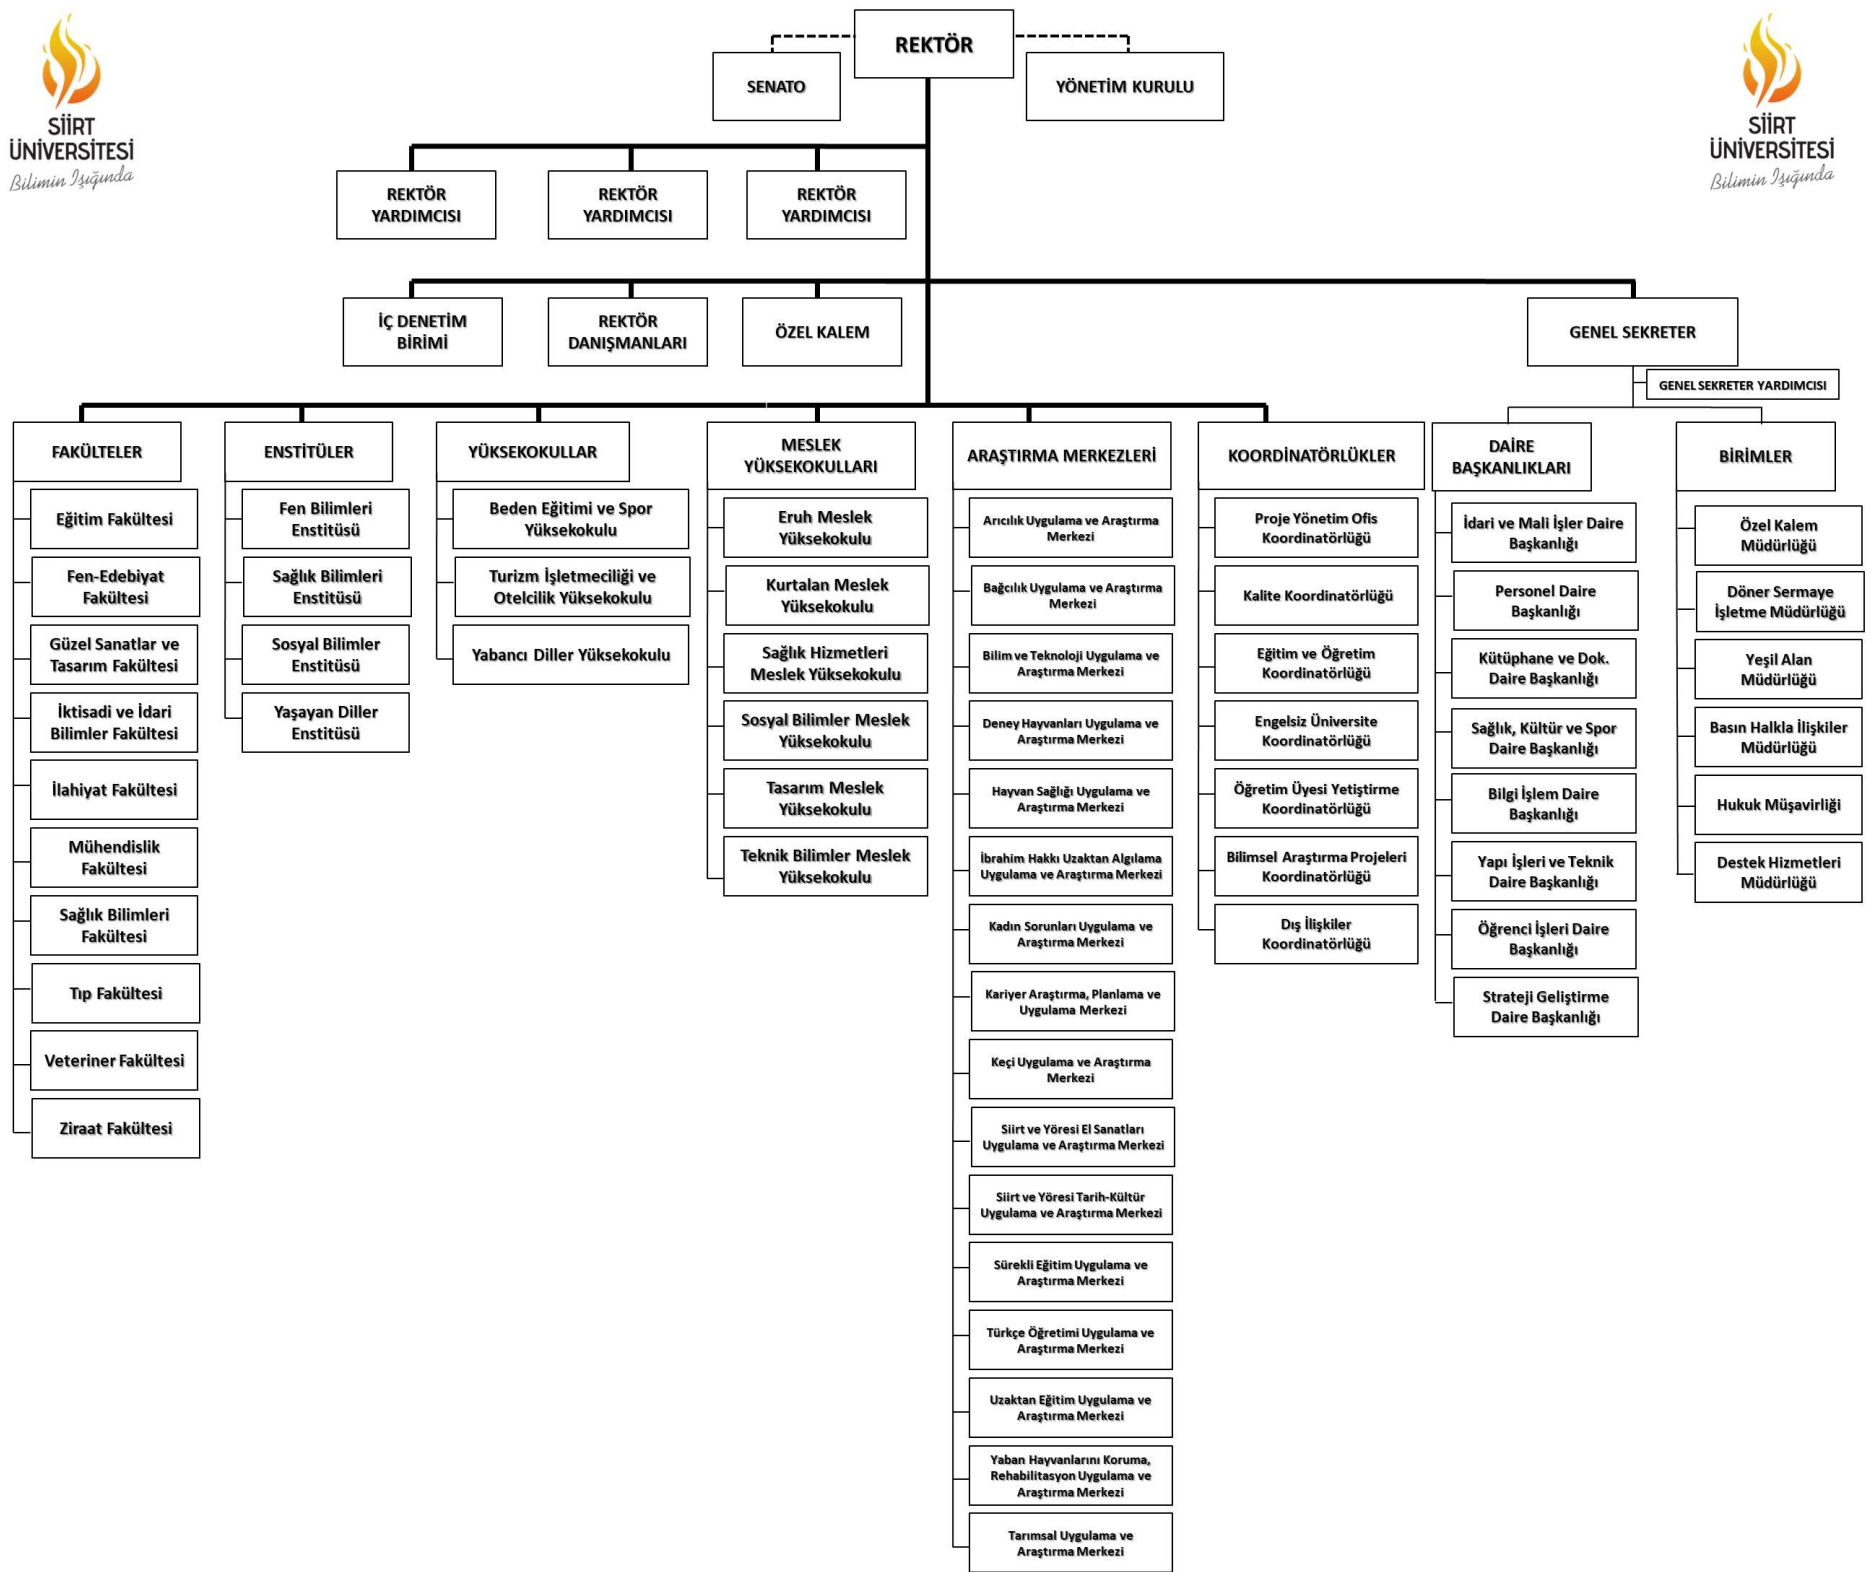 SİİRT
ÜNİVERSİTESİ
Bilimin Işığında
REKTÖR
SENATO
YÖNETİM KURULU
SİİRT
ÜNİVERSİTESİ
Bilimin Işığında
REKTÖR
YARDIMCISI
REKTÖR
YARDIMCISI
REKTÖR
YARDIMCISI
İÇ DENETİM
BİRİMİ
REKTÖR
DANIŞMANLARI
ÖZEL KALEM
GENEL SEKRETER
GENEL SEKRETER YARDIMCISI
FAKÜLTELER
Eğitim Fakültesi
Fen-Edebiyat
Fakültesi
Güzel Sanatlar ve
Tasarım Fakültesi
İktisadi ve İdari
Bilimler Fakültesi
İlahiyat Fakültesi
Mühendislik
Fakültesi
Sağlık Bilimleri
Fakültesi
Tıp Fakültesi
Veteriner Fakültesi
Ziraat Fakültesi
ENSTİTÜLER
Fen Bilimleri
Enstitüsü
Sağlık Bilimleri
Enstitüsü
Sosyal Bilimler
Enstitüsü
Yaşayan Diller
Enstitüsü
YÜKSEKOKULLAR
Beden Eğitimi ve Spor
Yüksekokulu
Turizm İşletmeciliği ve
Otelcilik Yüksekokulu
Yabancı Diller Yüksekokulu
MESLEK
YÜKSEKOKULLARI
Eruh Meslek
Yüksekokulu
Kurtalan Meslek
Yüksekokulu
Sağlık Hizmetleri
Meslek Yüksekokulu
Sosyal Bilimler Meslek
Yüksekokulu
Tasarım Meslek
Yüksekokulu
Teknik Bilimler Meslek
Yüksekokulu
ARAŞTIRMA MERKEZLERİ
Arıcılık Uygulama ve Araştırma
Merkezi
Bağcılık Uygulama ve Araştırma
Merkezi
Bilim ve Teknoloji Uygulama ve
Araştırma Merkezi
Deney Hayvanları Uygulama ve
Araştırma Merkezi
Hayvan Sağlığı Uygulama ve
Araştırma Merkezi
İbrahim Hakkı Uzaktan Algılama
Uygulama ve Araştırma Merkezi
Kadın Sorunları Uygulama ve
Araştırma Merkezi
Kariyer Araştırma, Planlama ve
Uygulama Merkezi
Keçi Uygulama ve Araştırma
Merkezi
Siirt ve Yöresi El Sanatları
Uygulama ve Araştırma Merkezi
Siirt ve Yöresi Tarih-Kültür
Uygulama ve Araştırma Merkezi
Sürekli Eğitim Uygulama ve
Araştırma Merkezi
Türkçe Öğretimi Uygulama ve
Araştırma Merkezi
Uzaktan Eğitim Uygulama ve
Araştırma Merkezi
Yaban Hayvanlarını Koruma,
Rehabilitasyon Uygulama ve
Araştırma Merkezi
Tarımsal Uygulama ve
Araştırma Merkezi
KOORDİNATÖRLÜKLER
Proje Yönetim Ofis
Koordinatörlüğü
Kalite Koordinatörlüğü
Eğitim ve Öğretim
Koordinatörlüğü
Engelsiz Üniversite
Koordinatörlüğü
Öğretim Üyesi Yetiştirme
Koordinatörlüğü
Bilimsel Araştırma Projeleri
Koordinatörlüğü
Dış İlişkiler
Koordinatörlüğü
DAİRE
BAŞKANLIKLARI
İdari ve Mali İşler Daire
Başkanlığı
Personel Daire
Başkanlığı
Kütüphane ve Dok.
Daire Başkanlığı
Sağlık, Kültür ve Spor
Daire Başkanlığı
Bilgi İşlem Daire
Başkanlığı
Yapı İşleri ve Teknik
Daire Başkanlığı
Öğrenci İşleri Daire
Başkanlığı
Strateji Geliştirme
Daire Başkanlığı
BİRİMLER
Özel Kalem
Müdürlüğü
Döner Sermaye
İşletme Müdürlüğü
Yeşil Alan
Müdürlüğü
Basın Halkla İlişkiler
Müdürlüğü
Hukuk Müşavirliği
Destek Hizmetleri
Müdürlüğü